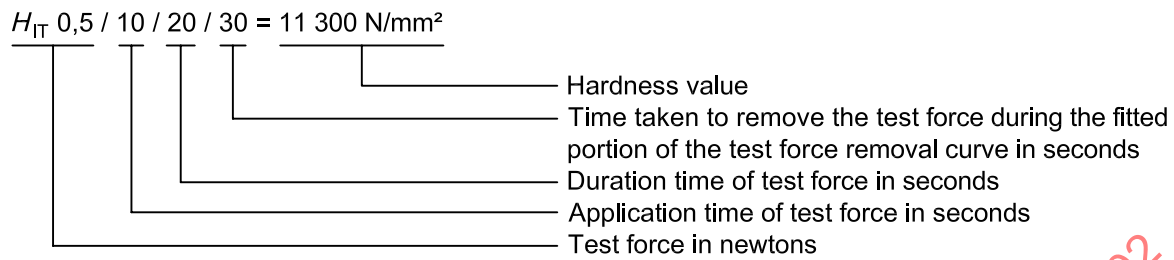 H_IT 0,5 / 10 / 20 / 30 = 11 300 N/mm²
Hardness value
Time taken to remove the test force during the fitted
portion of the test force removal curve in seconds
Duration time of test force in seconds
Application time of test force in seconds
Test force in newtons